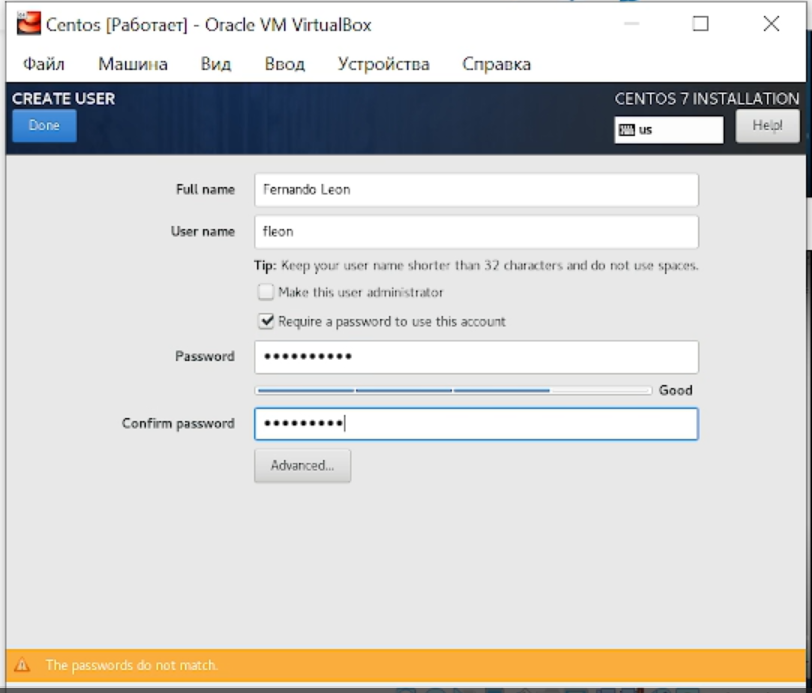 Centos [Работает] - Oracle VM VirtualBox
Файл Машина Вид Ввод Устройства Справка
CREATE USER
CENTOS 7 INSTALLATION
Done
us
Help!
Full name
Fernando Leon
User name
fleon
Tip: Keep your user name shorter than 32 characters and do not use spaces.
Make this user administrator
Require a password to use this account
Password
••••••••••
Good
Confirm password
•••••••••
Advanced...
The passwords do not match.